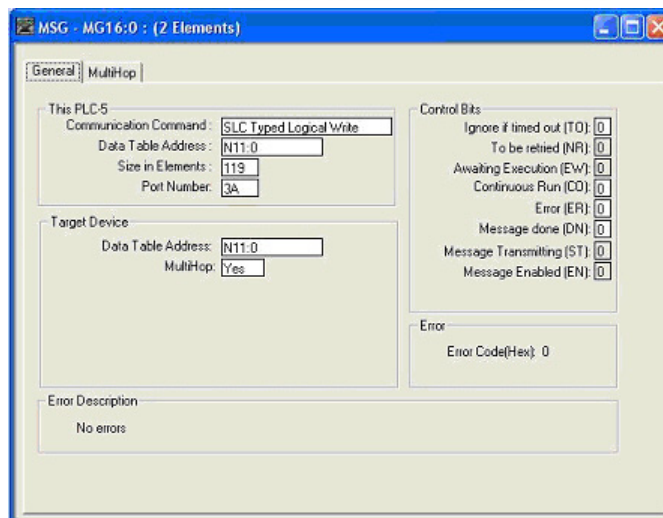 MSG - MG16:0 : (2 Elements)
General MultiHop
This PLC-5
Communication Command : SLC Typed Logical Write
Data Table Address : N11:0
Size in Elements : 119
Port Number: 3A
Target Device
Data Table Address: N11:0
MultiHop: Yes
Control Bits
Ignore if timed out (TO): 0
To be retried (NR): 0
Awaiting Execution (EW): 0
Continuous Run (CO): 0
Error (ER): 0
Message done (DN): 0
Message Transmitting (ST): 0
Message Enabled (EN): 0
Error
Error Code(Hex): 0
Error Description
No errors